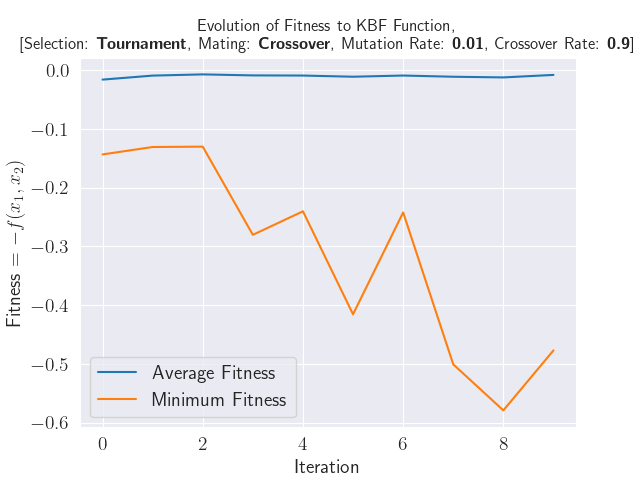 Evolution of Fitness to KBF Function,
[Selection: Tournament, Mating: Crossover, Mutation Rate: 0.01, Crossover Rate: 0.9]
0.0
−0.1
−0.2
−0.3
−0.4
−0.5
−0.6
Fitness = −f(x₁, x₂)
Average Fitness
Minimum Fitness
0 2 4 6 8
Iteration